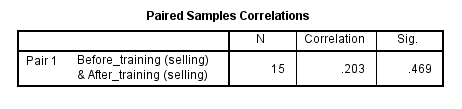 Paired Samples Correlations
N Correlation Sig.
Pair 1 Before_training (selling)
& After_training (selling) 15 .203 .469